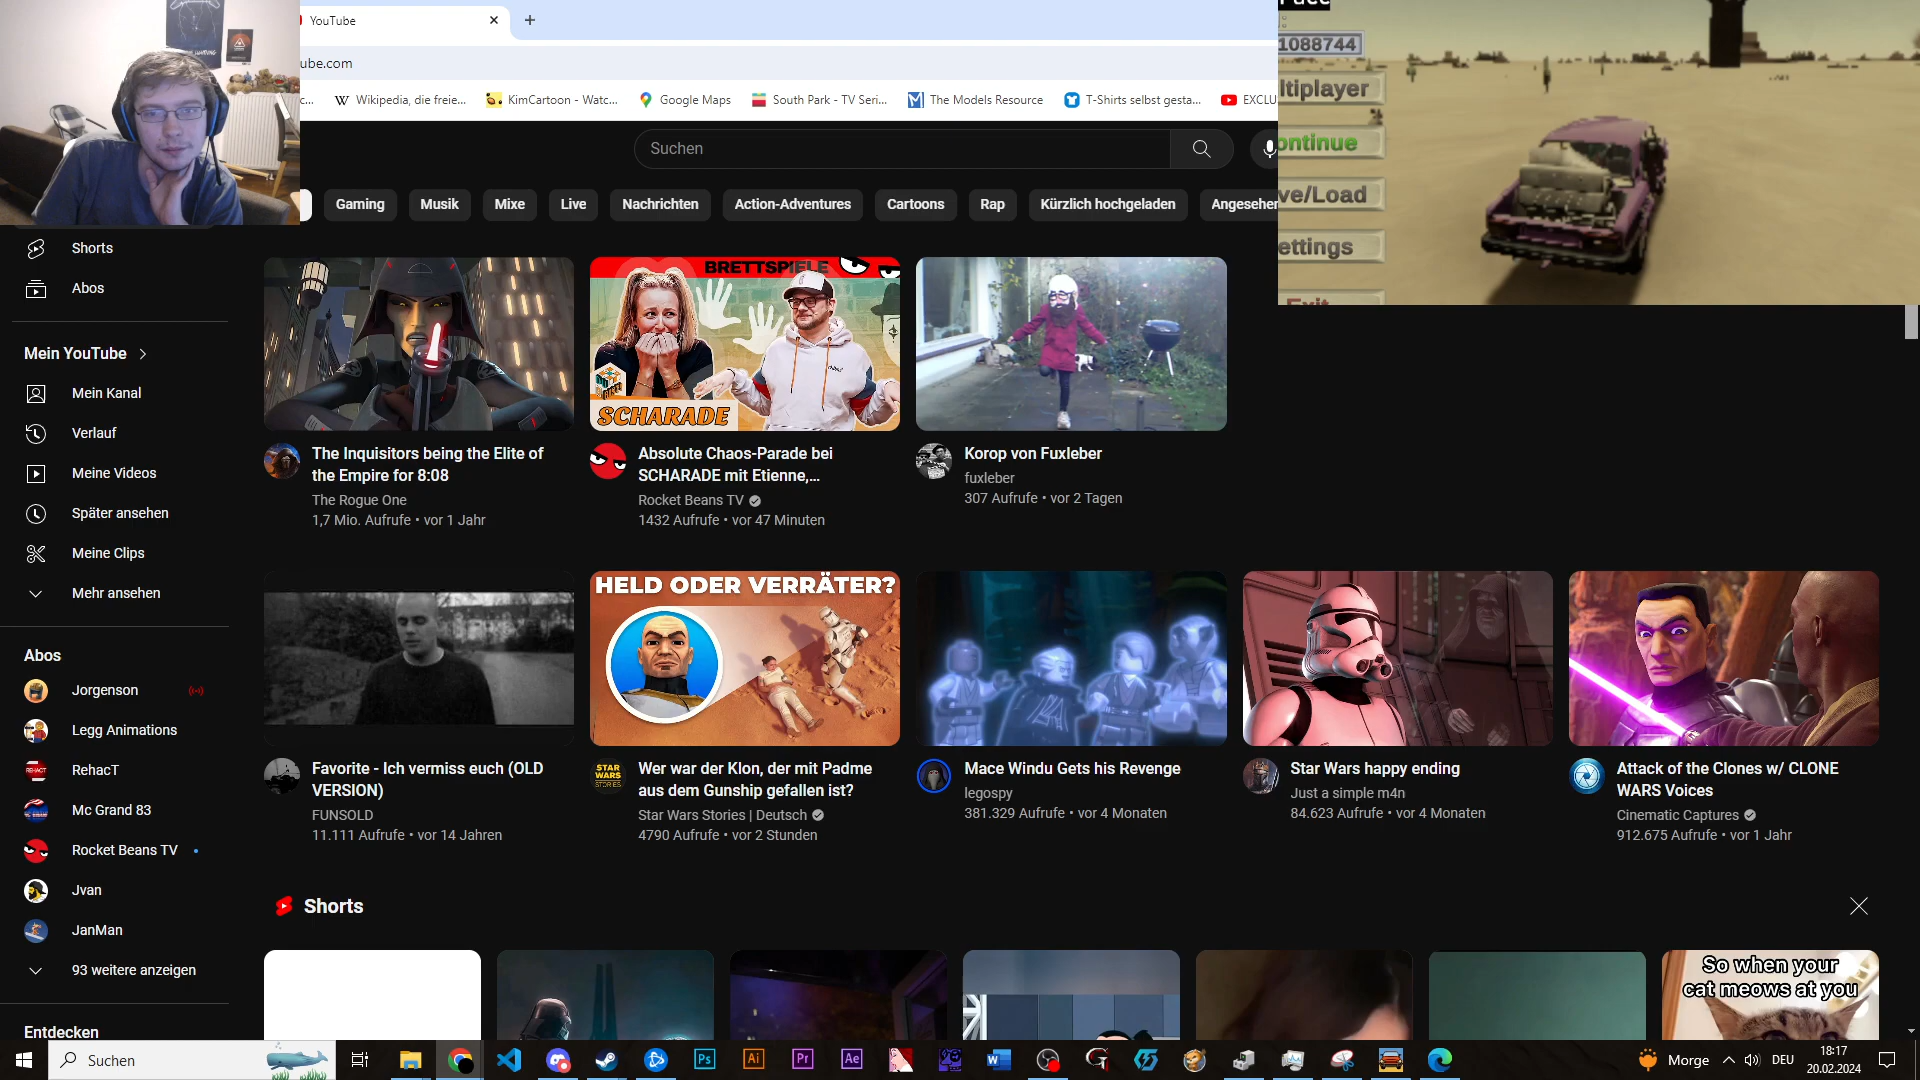 YouTube
ube.com
c...
Wikipedia, die freie...
KimCartoon - Watc...
Google Maps
South Park - TV Seri...
The Models Resource
T-Shirts selbst gesta...
EXCLU
1088744
ltiplayer
ontinue
ve/Load
ettings
Exit
Suchen
Gaming
Musik
Mixe
Live
Nachrichten
Action-Adventures
Cartoons
Rap
Kürzlich hochgeladen
Angesehen
Shorts
Abos
Mein YouTube
Mein Kanal
Verlauf
Meine Videos
Später ansehen
Meine Clips
Mehr ansehen
Abos
Jorgenson
Legg Animations
RehacT
Mc Grand 83
Rocket Beans TV
Jvan
JanMan
93 weitere anzeigen
Entdecken
BRETTSPIELE
SCHARADE
The Inquisitors being the Elite of
the Empire for 8:08
The Rogue One
1,7 Mio. Aufrufe • vor 1 Jahr
Absolute Chaos-Parade bei
SCHARADE mit Etienne,...
Rocket Beans TV
1432 Aufrufe • vor 47 Minuten
Korop von Fuxleber
fuxleber
307 Aufrufe • vor 2 Tagen
HELD ODER VERRÄTER?
Favorite - Ich vermiss euch (OLD
VERSION)
FUNSOLD
11.111 Aufrufe • vor 14 Jahren
STAR
WARS
STORIES
Wer war der Klon, der mit Padme
aus dem Gunship gefallen ist?
Star Wars Stories | Deutsch
4790 Aufrufe • vor 2 Stunden
Mace Windu Gets his Revenge
legospy
381.329 Aufrufe • vor 4 Monaten
Star Wars happy ending
Just a simple m4n
84.623 Aufrufe • vor 4 Monaten
Attack of the Clones w/ CLONE
WARS Voices
Cinematic Captures
912.675 Aufrufe • vor 1 Jahr
Shorts
So when your
cat meows at you
Suchen
Ps
Ai
Pr
Ae
Morge
DEU
18:17
20.02.2024